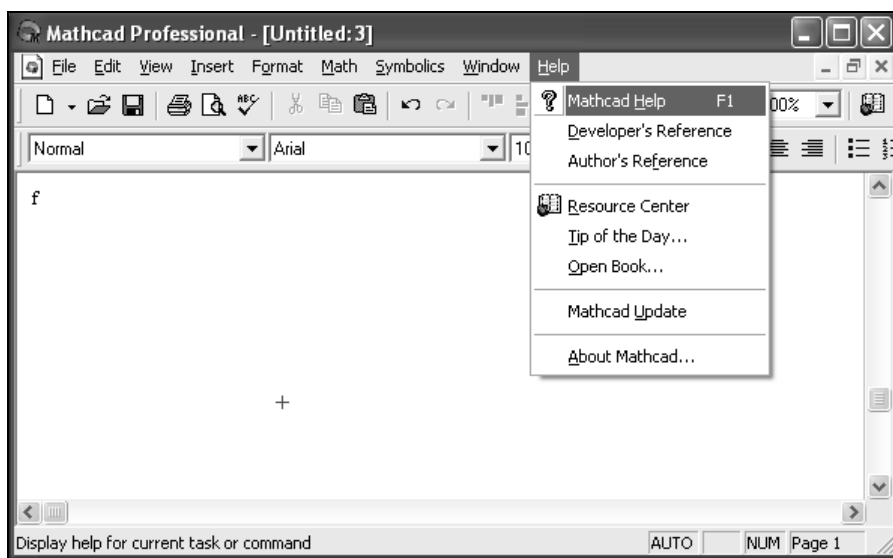 Mathcad Professional - [Untitled:3]
File Edit View Insert Format Math Symbolics Window Help
ABC 00%
Normal Arial 10
f
Mathcad Help F1
Developer's Reference
Author's Reference
Resource Center
Tip of the Day...
Open Book...
Mathcad Update
About Mathcad...
+
Display help for current task or command AUTO NUM Page 1